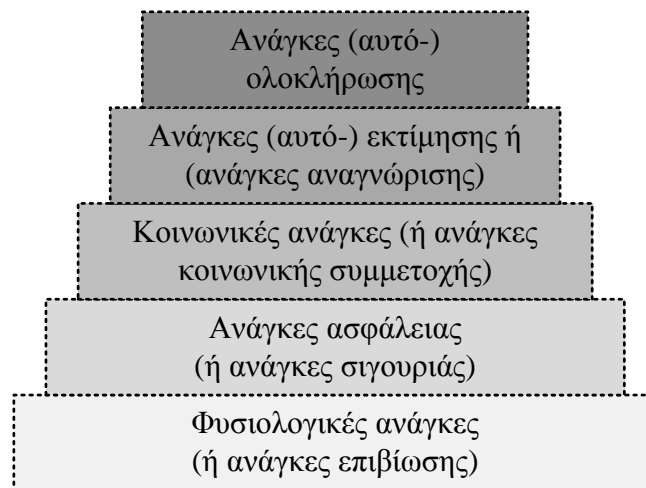 Ανάγκες (αυτό-)
ολοκλήρωσης
Ανάγκες (αυτό-) εκτίμησης ή
(ανάγκες αναγνώρισης)
Κοινωνικές ανάγκες (ή ανάγκες
κοινωνικής συμμετοχής)
Ανάγκες ασφάλειας
(ή ανάγκες σιγουριάς)
Φυσιολογικές ανάγκες
(ή ανάγκες επιβίωσης)